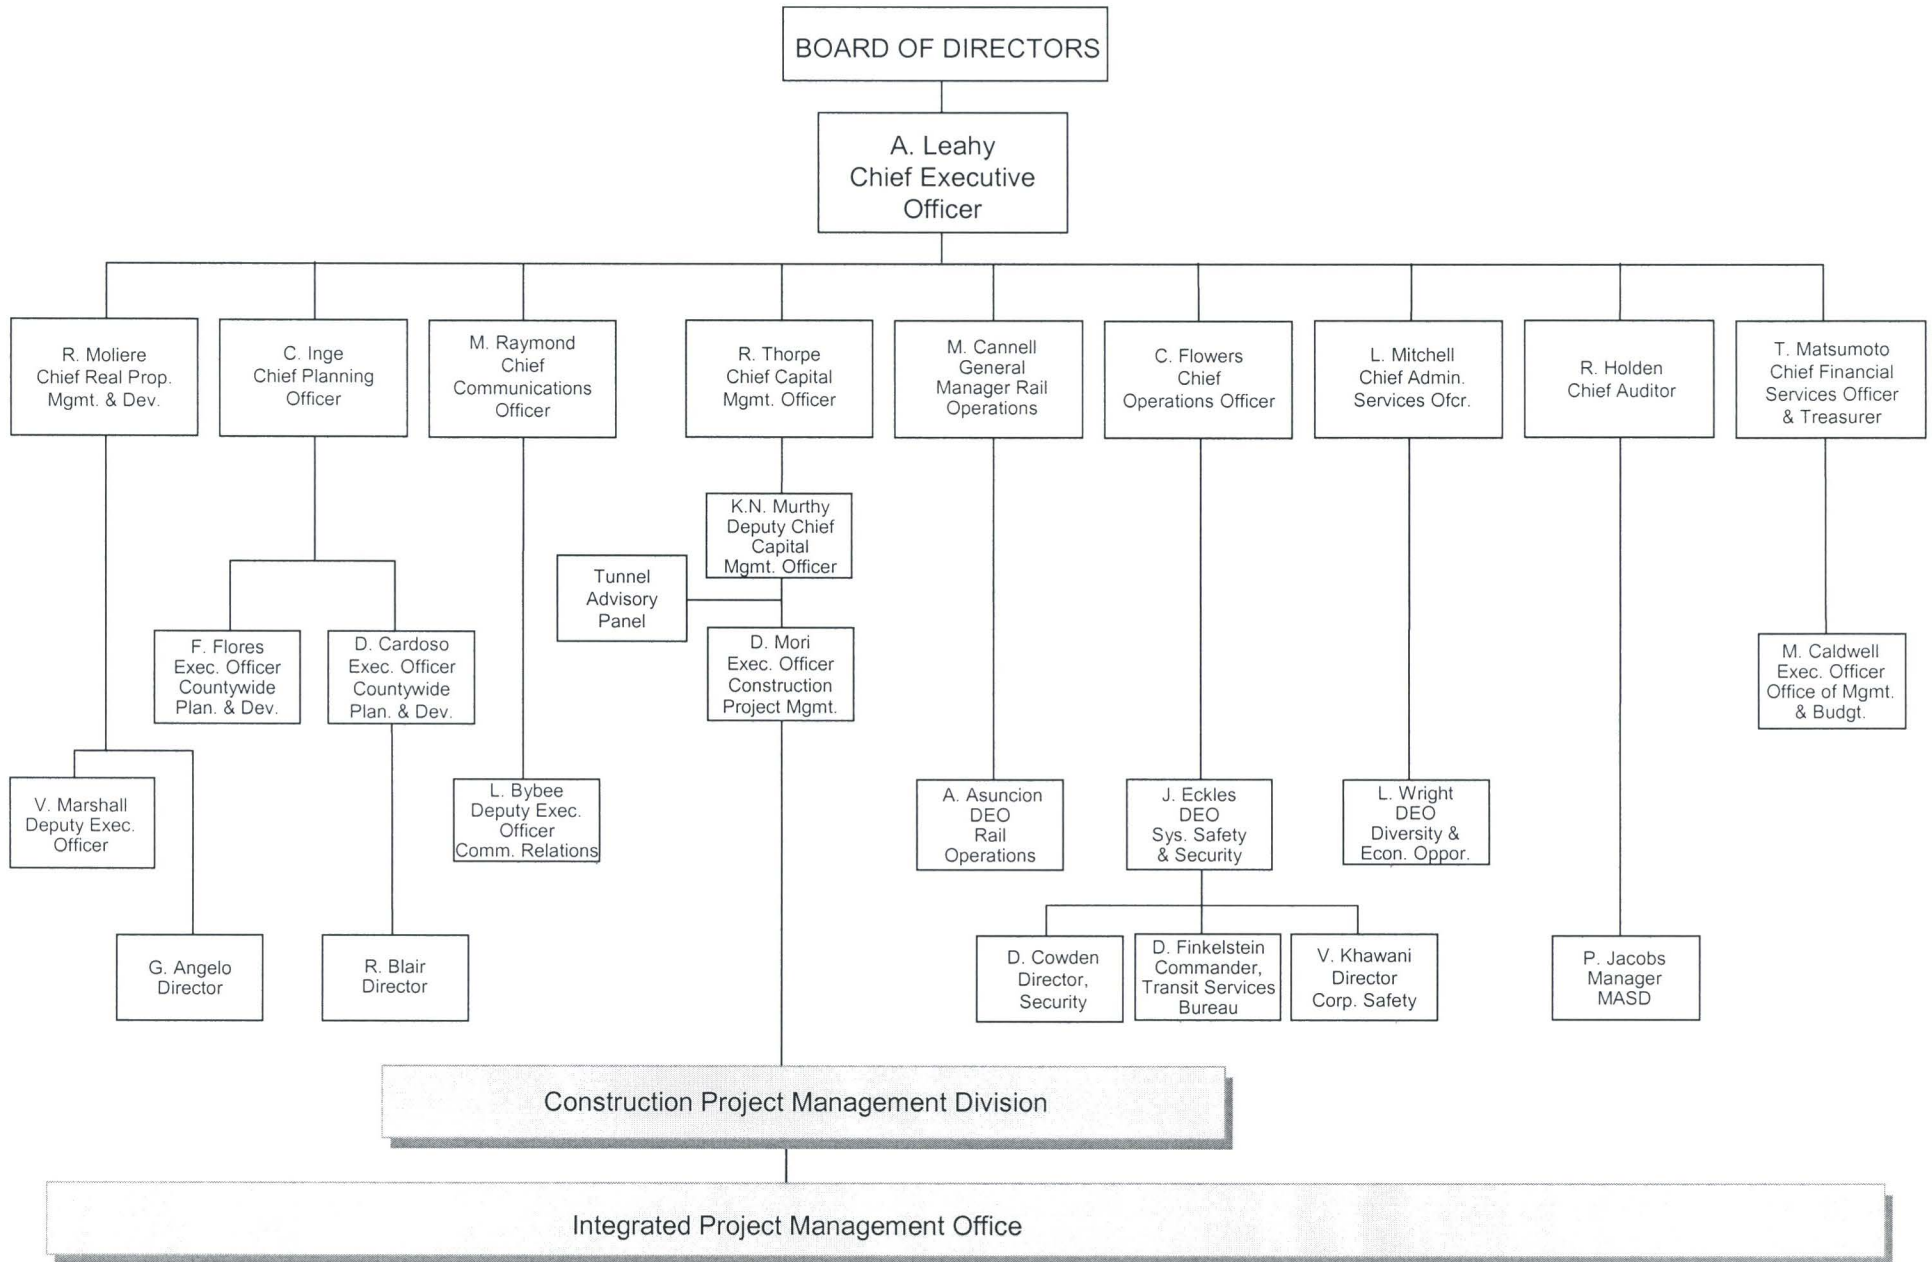 BOARD OF DIRECTORS
A. Leahy
Chief Executive
Officer
R. Moliere
Chief Real Prop.
Mgmt. & Dev.
C. Inge
Chief Planning
Officer
M. Raymond
Chief
Communications
Officer
R. Thorpe
Chief Capital
Mgmt. Officer
M. Cannell
General
Manager Rail
Operations
C. Flowers
Chief
Operations Officer
L. Mitchell
Chief Admin.
Services Ofcr.
R. Holden
Chief Auditor
T. Matsumoto
Chief Financial
Services Officer
& Treasurer
K.N. Murthy
Deputy Chief
Capital
Mgmt. Officer
Tunnel
Advisory
Panel
F. Flores
Exec. Officer
Countywide
Plan. & Dev.
D. Cardoso
Exec. Officer
Countywide
Plan. & Dev.
D. Mori
Exec. Officer
Construction
Project Mgmt.
M. Caldwell
Exec. Officer
Office of Mgmt.
& Budgt.
V. Marshall
Deputy Exec.
Officer
L. Bybee
Deputy Exec.
Officer
Comm. Relations
A. Asuncion
DEO
Rail
Operations
J. Eckles
DEO
Sys. Safety
& Security
L. Wright
DEO
Diversity &
Econ. Oppor.
G. Angelo
Director
R. Blair
Director
D. Cowden
Director,
Security
D. Finkelstein
Commander,
Transit Services
Bureau
V. Khawani
Director
Corp. Safety
P. Jacobs
Manager
MASD
Construction Project Management Division
Integrated Project Management Office